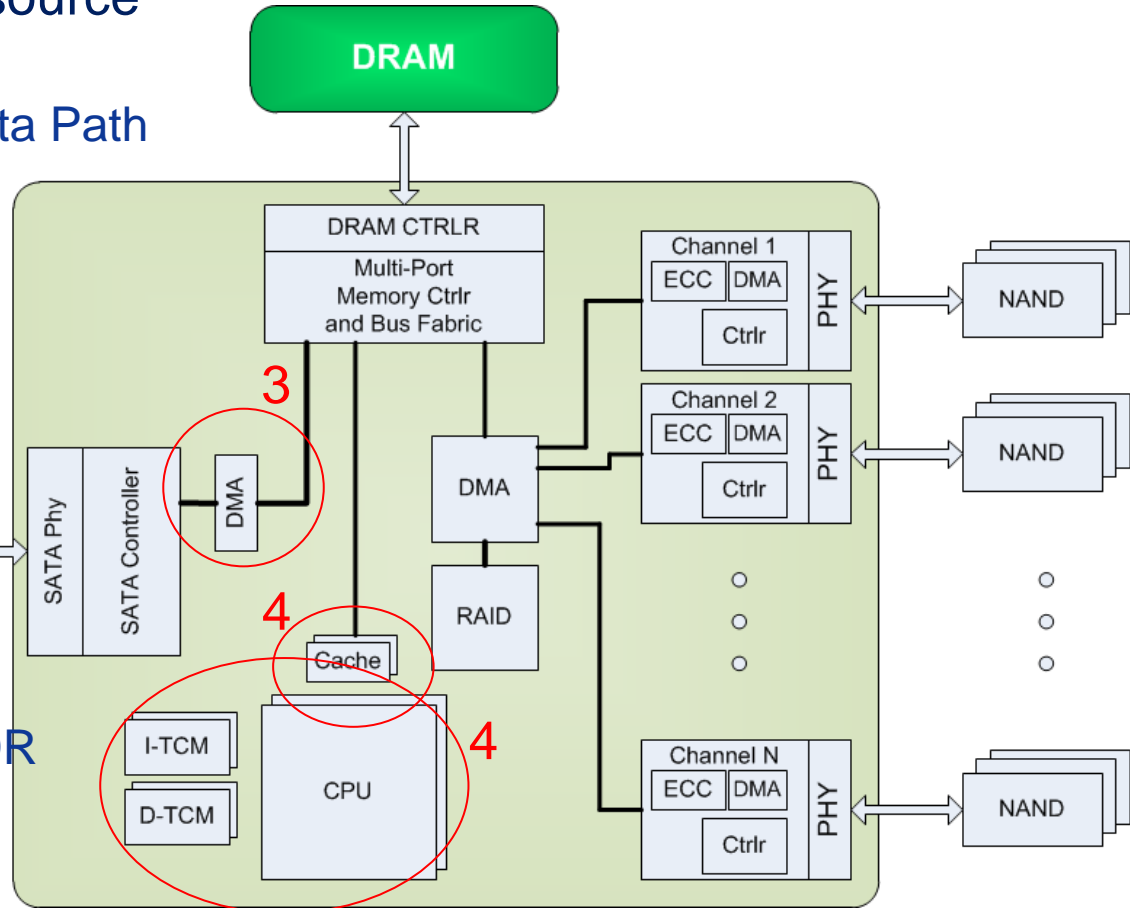 source
DRAM
ta Path
DRAM CTRLR
Multi-Port
Memory Ctrlr
and Bus Fabric
Channel 1
ECC
DMA
Ctrlr
PHY
NAND
3
Channel 2
ECC
DMA
Ctrlr
PHY
NAND
SATA Phy
SATA Controller
DMA
DMA
RAID
4
Cache
I-TCM
D-TCM
CPU
4
R
Channel N
ECC
DMA
Ctrlr
PHY
NAND